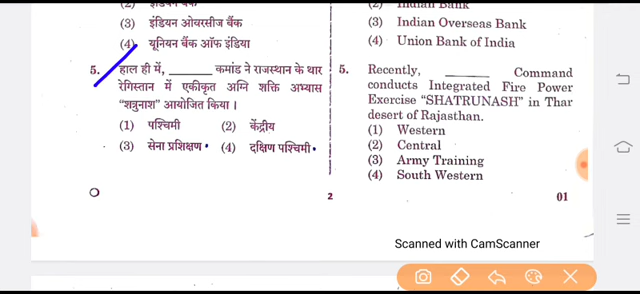 (3) इंडियन ओवरसीज बैंक
(4) यूनियन बैंक ऑफ इंडिया
5. हाल ही में, ______ कमांड ने राजस्थान के थार
रेगिस्तान में एकीकृत अग्नि शक्ति अभ्यास
“शत्रुनाश” आयोजित किया ।
(1) पश्चिमी (2) केंद्रीय
(3) सेना प्रशिक्षण (4) दक्षिण पश्चिमी
(2) Indian Bank
(3) Indian Overseas Bank
(4) Union Bank of India
5. Recently, ______ Command
conducts Integrated Fire Power
Exercise “SHATRUNASH” in Thar
desert of Rajasthan.
(1) Western
(2) Central
(3) Army Training
(4) South Western
2
01
Scanned with CamScanner